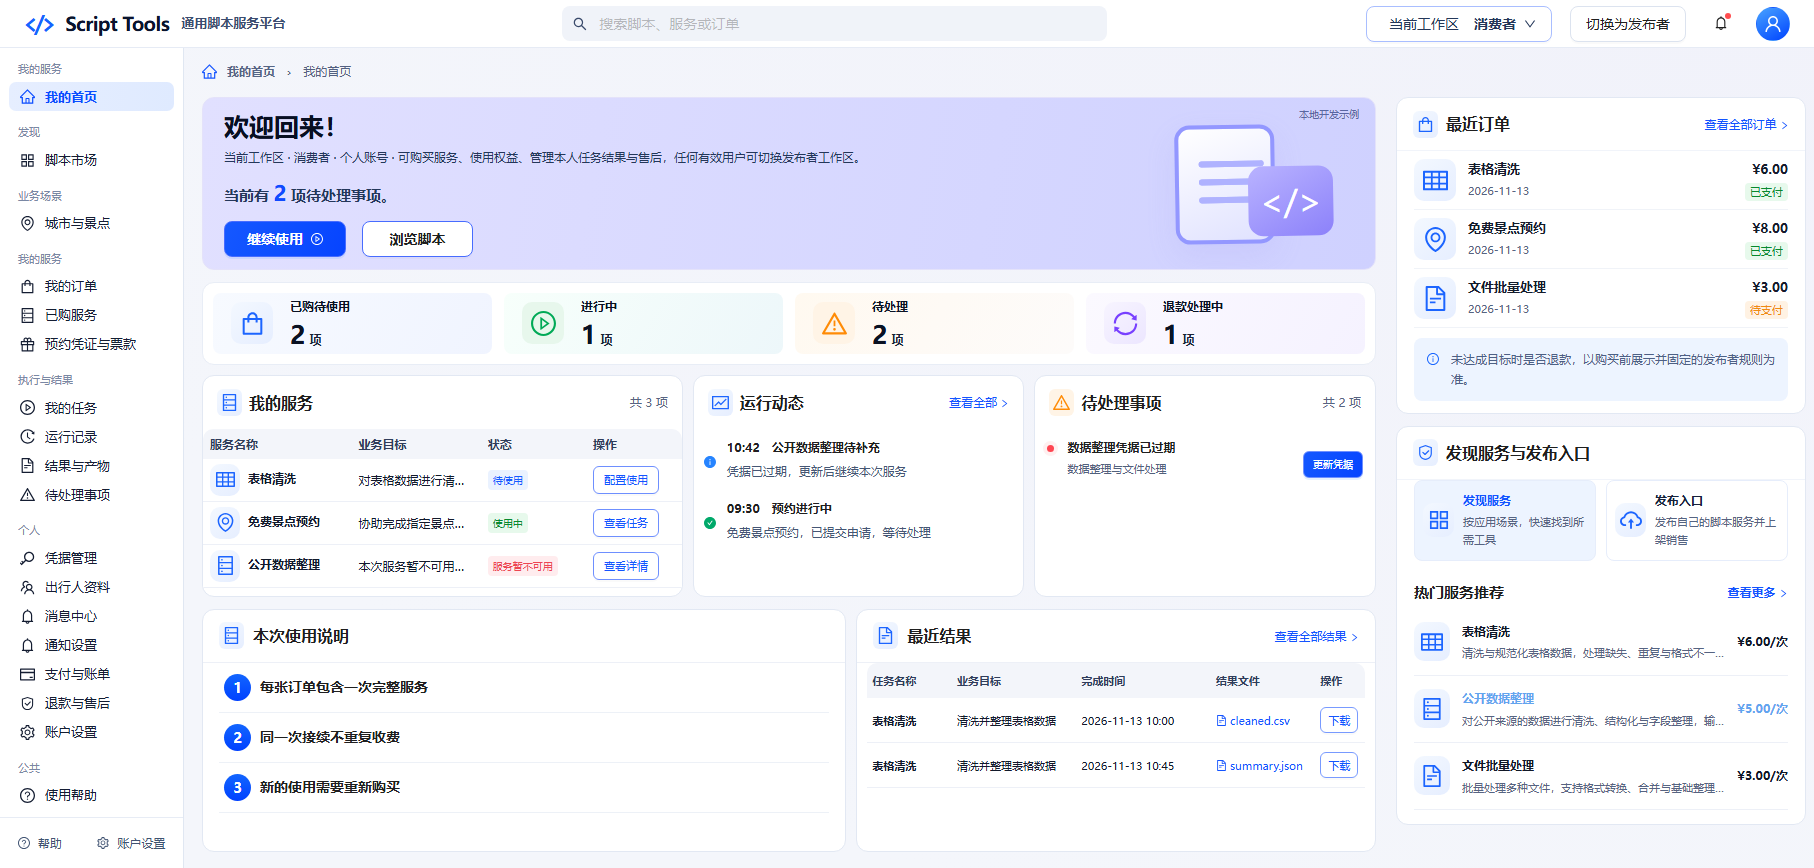 </> Script Tools 通用脚本服务平台
搜索脚本、服务或订单
当前工作区 消费者
切换为发布者
我的服务
我的首页
发现
脚本市场
业务场景
城市与景点
我的服务
我的订单
已购服务
预约凭证与票款
执行与结果
我的任务
运行记录
结果与产物
待处理事项
个人
凭据管理
出行人资料
消息中心
通知设置
支付与账单
退款与售后
账户设置
公共
使用帮助
帮助 账户设置
我的首页 › 我的首页
欢迎回来！
本地开发示例
当前工作区 · 消费者 · 个人账号 · 可购买服务、使用权益、管理本人任务结果与售后，任何有效用户可切换发布者工作区。
当前有 2 项待处理事项。
继续使用 浏览脚本
</>
已购待使用
2 项
进行中
1 项
待处理
2 项
退款处理中
1 项
我的服务 共 3 项
服务名称 业务目标 状态 操作
表格清洗 对表格数据进行清... 待使用 配置使用
免费景点预约 协助完成指定景点... 使用中 查看任务
公开数据整理 本次服务暂不可用... 服务暂不可用 查看详情
运行动态 查看全部 >
10:42 公开数据整理待补充
凭据已过期，更新后继续本次服务
09:30 预约进行中
免费景点预约，已提交申请，等待处理
待处理事项 共 2 项
数据整理凭据已过期
数据整理与文件处理
更新凭据
本次使用说明
1 每张订单包含一次完整服务
2 同一次接续不重复收费
3 新的使用需要重新购买
最近结果 查看全部结果 >
任务名称 业务目标 完成时间 结果文件 操作
表格清洗 清洗并整理表格数据 2026-11-13 10:00 cleaned.csv 下载
表格清洗 清洗并整理表格数据 2026-11-13 10:45 summary.json 下载
最近订单 查看全部订单 >
表格清洗 ¥6.00
2026-11-13 已支付
免费景点预约 ¥8.00
2026-11-13 已支付
文件批量处理 ¥3.00
2026-11-13 待支付
未达成目标时是否退款，以购买前展示并固定的发布者规则为
准。
发现服务与发布入口
发现服务
按应用场景，快速找到所
需工具
发布入口
发布自己的脚本服务并上
架销售
热门服务推荐 查看更多 >
表格清洗
清洗与规范化表格数据，处理缺失、重复与格式不一...
¥6.00/次
公开数据整理
对公开来源的数据进行清洗、结构化与字段整理，输...
¥5.00/次
文件批量处理
批量处理多种文件，支持格式转换、合并与基础整理...
¥3.00/次